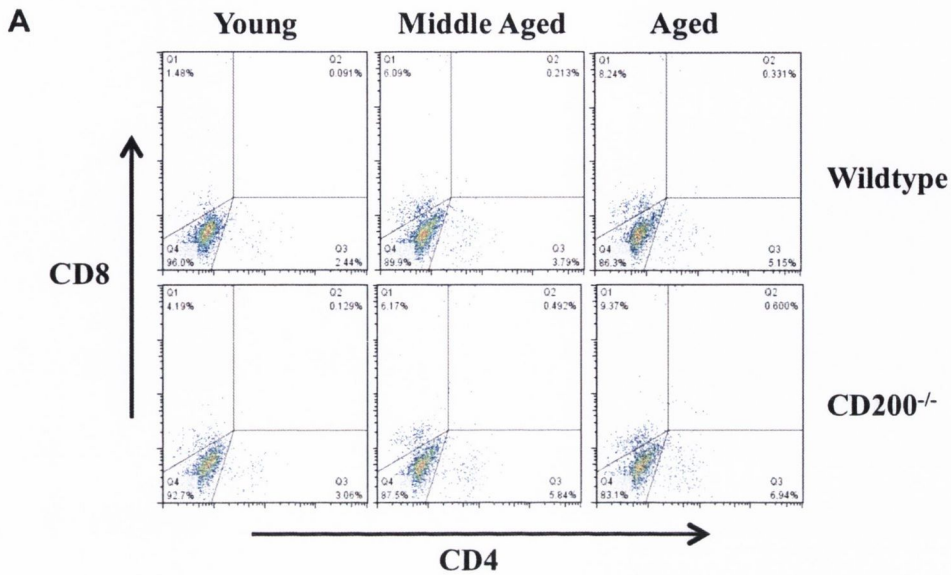 A
Young Middle Aged Aged
Q1 Q2 Q1 Q2 Q1 Q2
1.48% 0.091% 6.09% 0.213% 8.24% 0.331%
Wildtype
Q4 Q3 Q4 Q3 Q4 Q3
96.0% 2.44% 89.9% 3.79% 86.3% 5.15%
CD8
Q1 Q2 Q1 Q2 Q1 Q2
4.19% 0.129% 6.17% 0.492% 9.37% 0.600%
CD200-/-
Q4 Q3 Q4 Q3 Q4 Q3
92.7% 3.06% 87.5% 5.84% 83.1% 6.94%
CD4